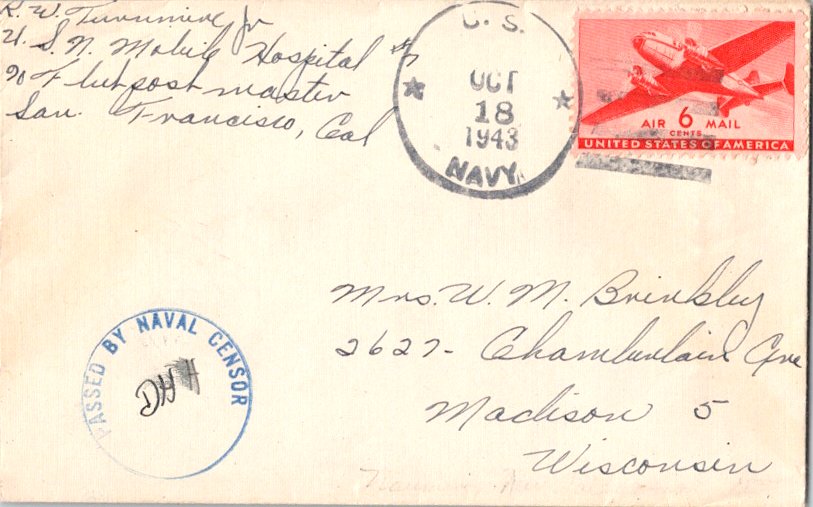 R. W.
U. S. N. Mobile Hospital #7
% Fleet post master
San. Francisco, Cal
U. S.
OCT
18
1943
NAVY
AIR 6 MAIL
CENTS
UNITED STATES OF AMERICA
Mrs. W. M. Brinkley
2627- Chamberlain Ave
Madison 5
Wisconsin
PASSED BY NAVAL CENSOR